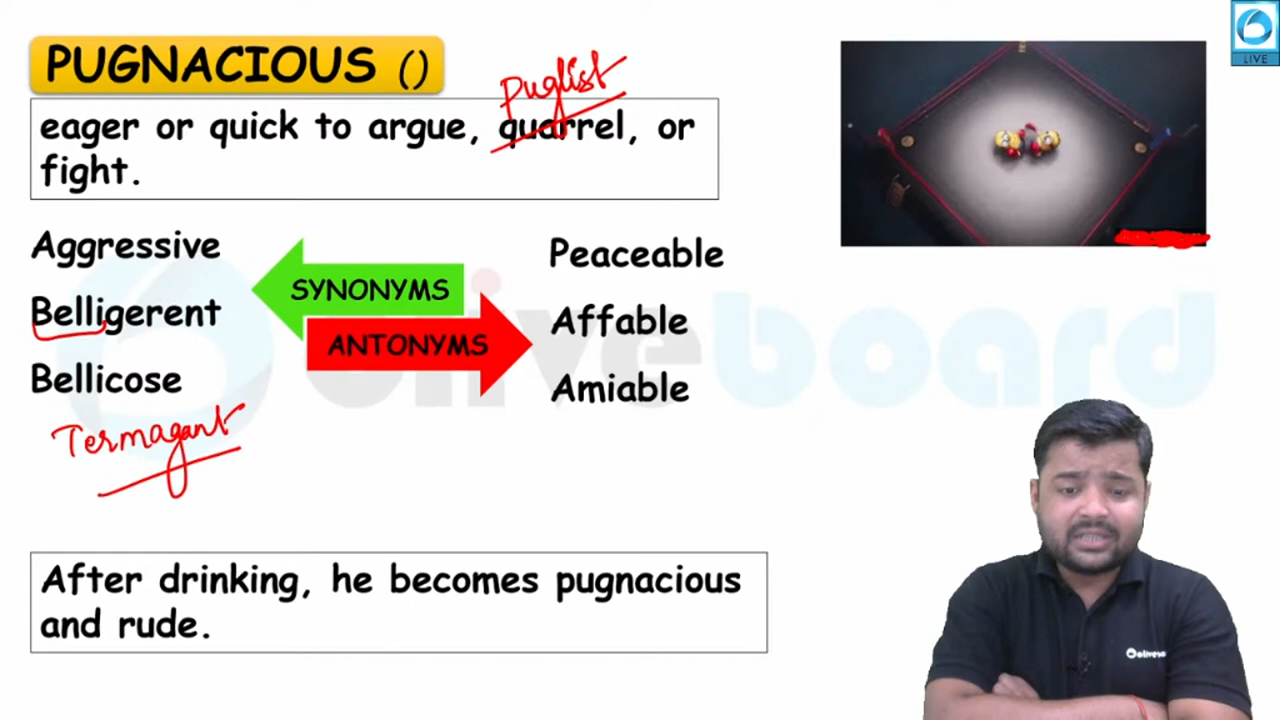 PUGNACIOUS ()
Puglist
eager or quick to argue, quarrel, or
fight.
Aggressive
Belligerent
Bellicose
Termagant
SYNONYMS
ANTONYMS
Peaceable
Affable
Amiable
After drinking, he becomes pugnacious
and rude.
LIVE
oliveboard